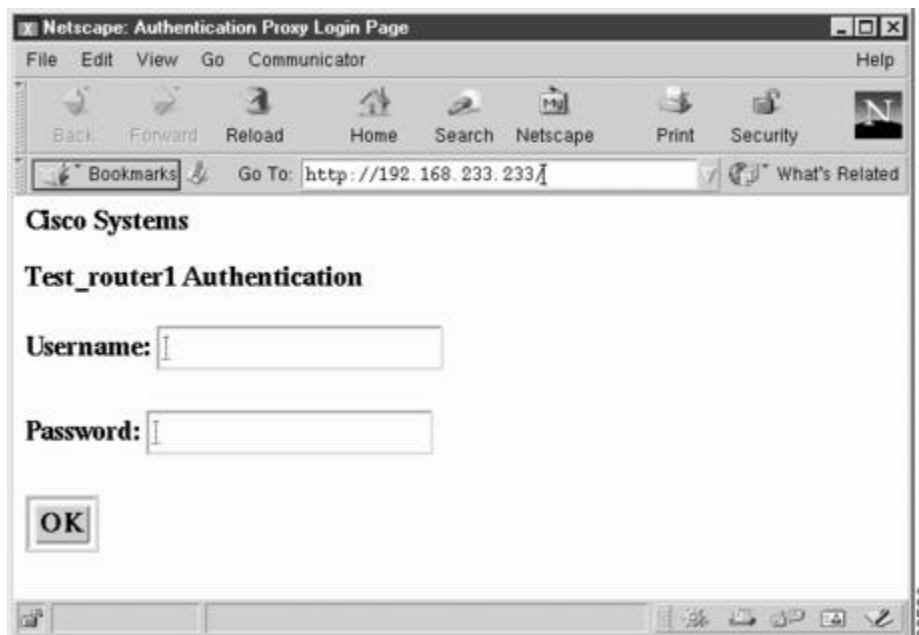 Netscape: Authentication Proxy Login Page
File Edit View Go Communicator Help
Back Forward Reload Home Search Netscape Print Security
Bookmarks Go To: http://192.168.233.233/ What's Related
Cisco Systems
Test_router1 Authentication
Username:
Password:
OK